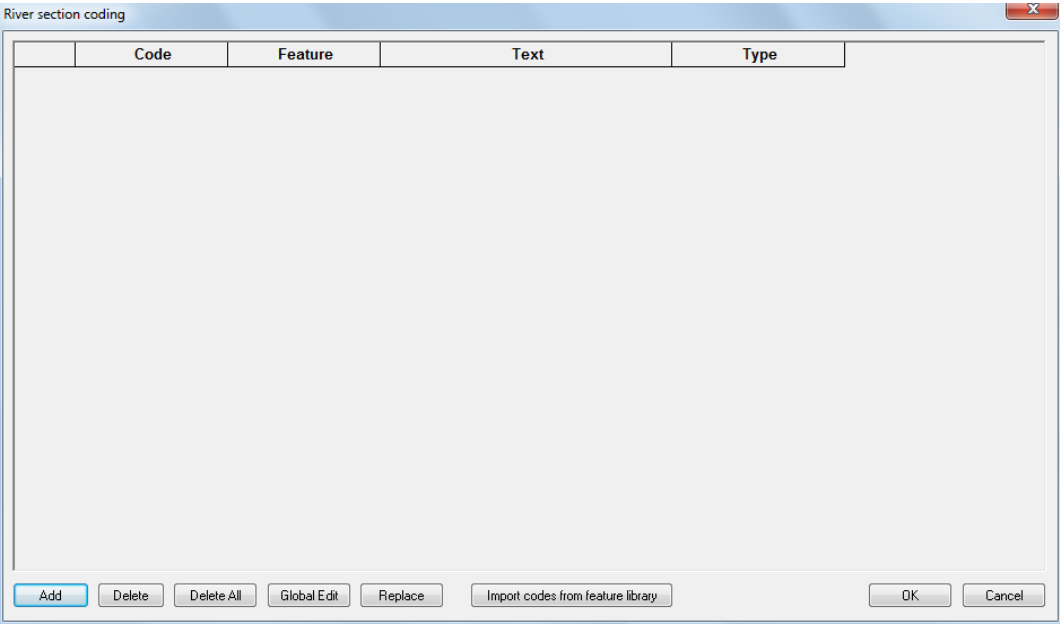 River section coding
Code Feature Text Type
Add Delete Delete All Global Edit Replace Import codes from feature library OK Cancel